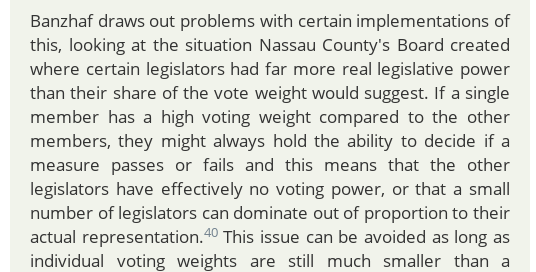 Banzhaf draws out problems with certain implementations of
this, looking at the situation Nassau County's Board created
where certain legislators had far more real legislative power
than their share of the vote weight would suggest. If a single
member has a high voting weight compared to the other
members, they might always hold the ability to decide if a
measure passes or fails and this means that the other
legislators have effectively no voting power, or that a small
number of legislators can dominate out of proportion to their
actual representation.40 This issue can be avoided as long as
individual voting weights are still much smaller than a